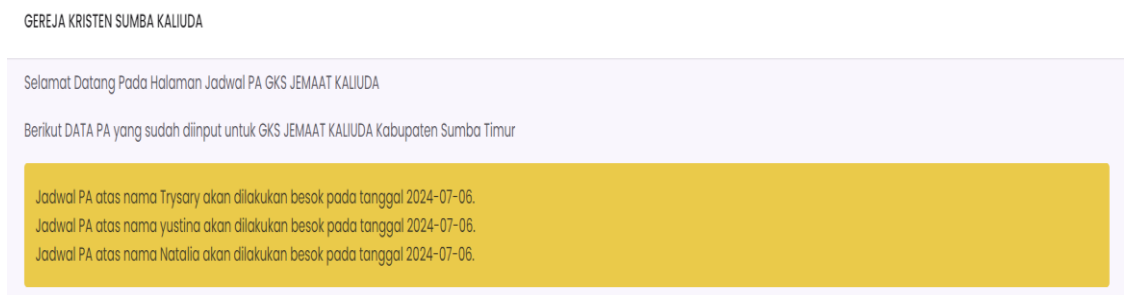 GEREJA KRISTEN SUMBA KALIUDA
Selamat Datang Pada Halaman Jadwal PA GKS JEMAAT KALIUDA
Berikut DATA PA yang sudah diinput untuk GKS JEMAAT KALIUDA Kabupaten Sumba Timur
Jadwal PA atas nama Trysary akan dilakukan besok pada tanggal 2024-07-06.
Jadwal PA atas nama yustina akan dilakukan besok pada tanggal 2024-07-06.
Jadwal PA atas nama Natalia akan dilakukan besok pada tanggal 2024-07-06.